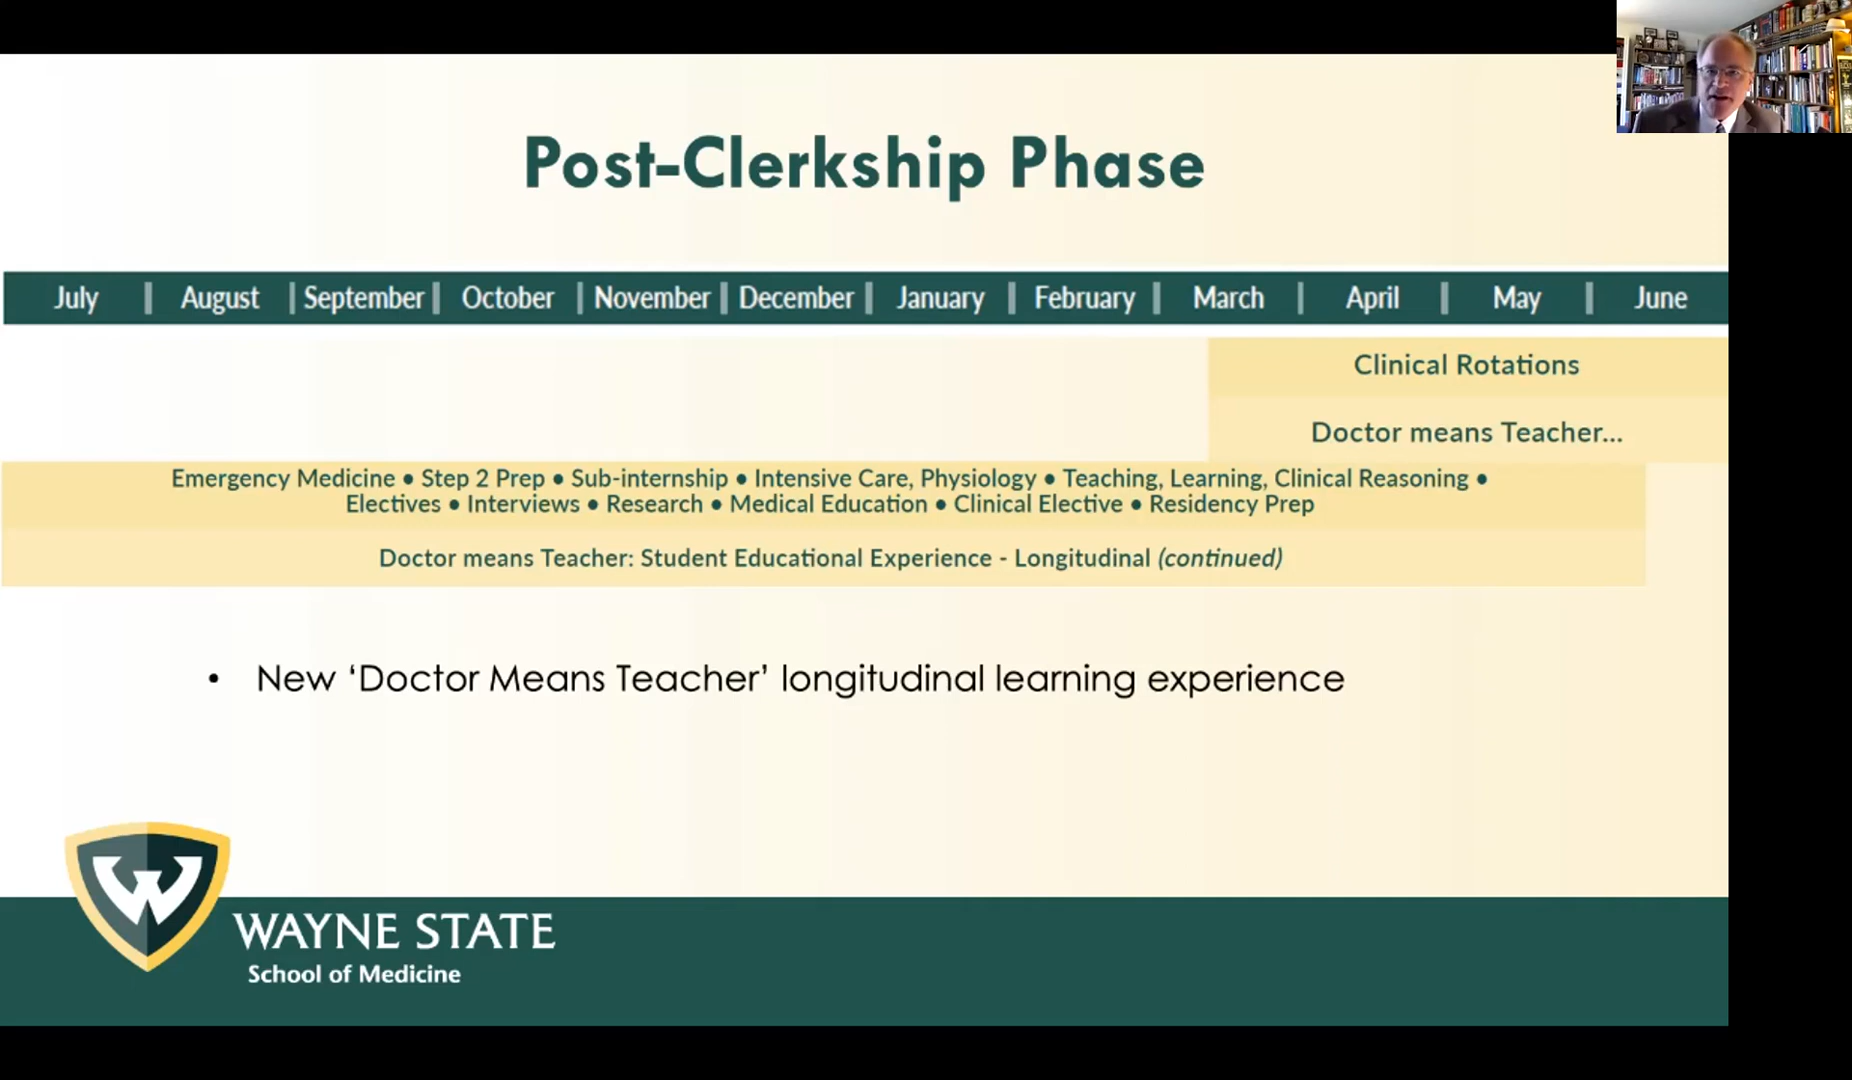 Post-Clerkship Phase
July | August | September | October | November | December | January | February | March | April | May | June
Clinical Rotations
Doctor means Teacher...
Emergency Medicine • Step 2 Prep • Sub-internship • Intensive Care, Physiology • Teaching, Learning, Clinical Reasoning •
Electives • Interviews • Research • Medical Education • Clinical Elective • Residency Prep
Doctor means Teacher: Student Educational Experience - Longitudinal (continued)
• New ‘Doctor Means Teacher’ longitudinal learning experience
W
WAYNE STATE
School of Medicine